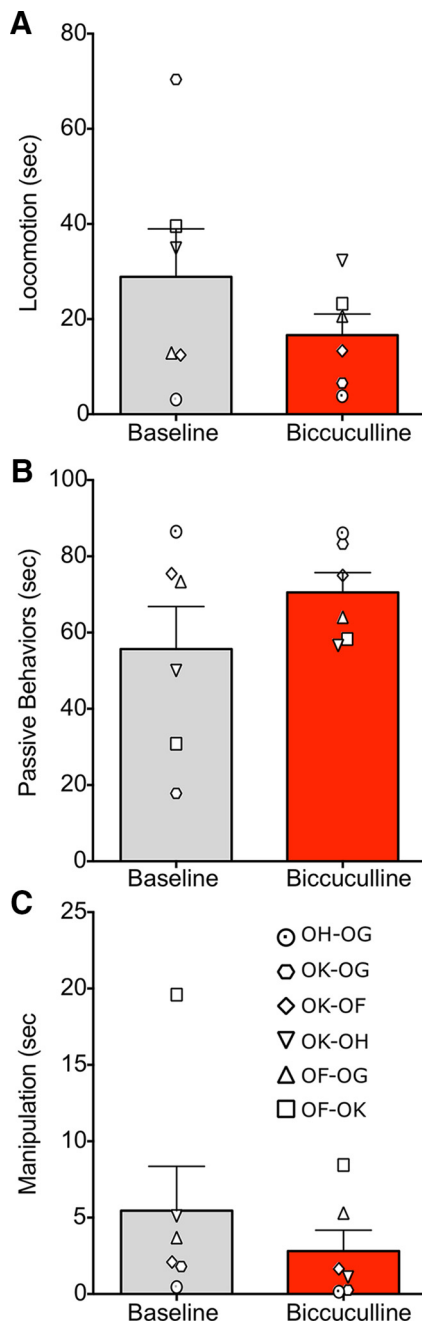 A
80
60
40
20
0
Locomotion (sec)
Baseline Biccuculline
B
100
80
60
40
20
0
Passive Behaviors (sec)
Baseline Biccuculline
C
25
20
15
10
5
0
Manipulation (sec
OH-OG
OK-OG
OK-OF
OK-OH
OF-OG
OF-OK
Baseline Biccuculline